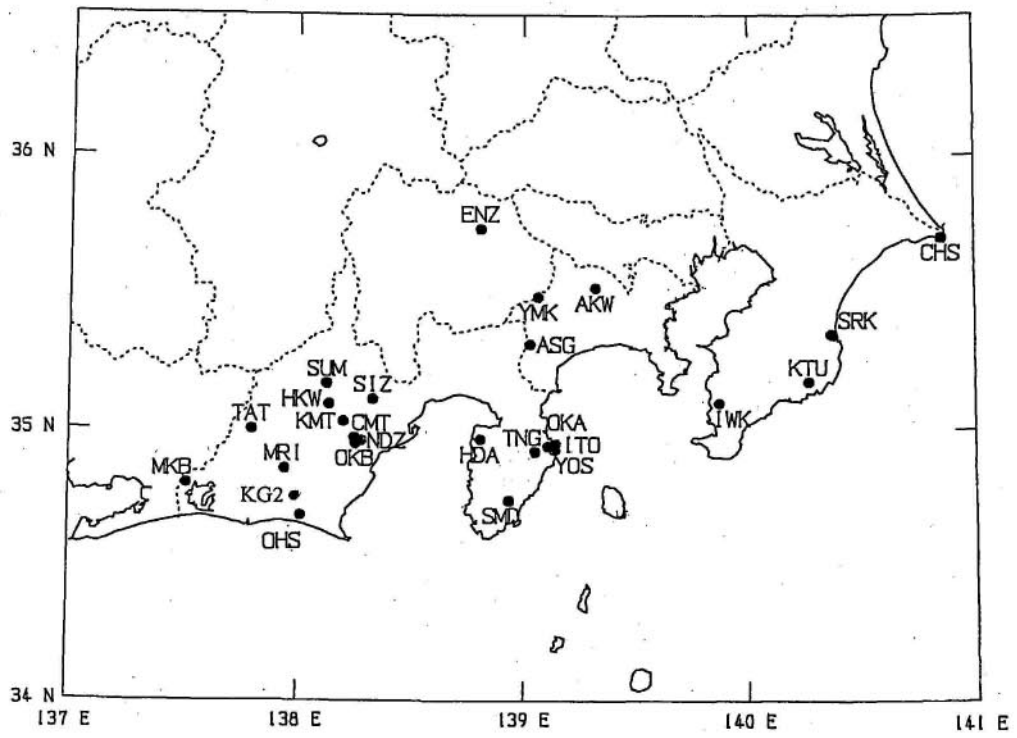 36 N
ENZ
CHS
YMK
AKW
SRK
ASG
SUM
SIZ
KTU
HKW
35 N
TAT
KMT
CMT
OKA
IWK
NDZ
TNG
ITO
MKB
MRI
OKB
HDA
YOS
KG2
SMD
OHS
34 N
137 E
138 E
139 E
140 E
141 E